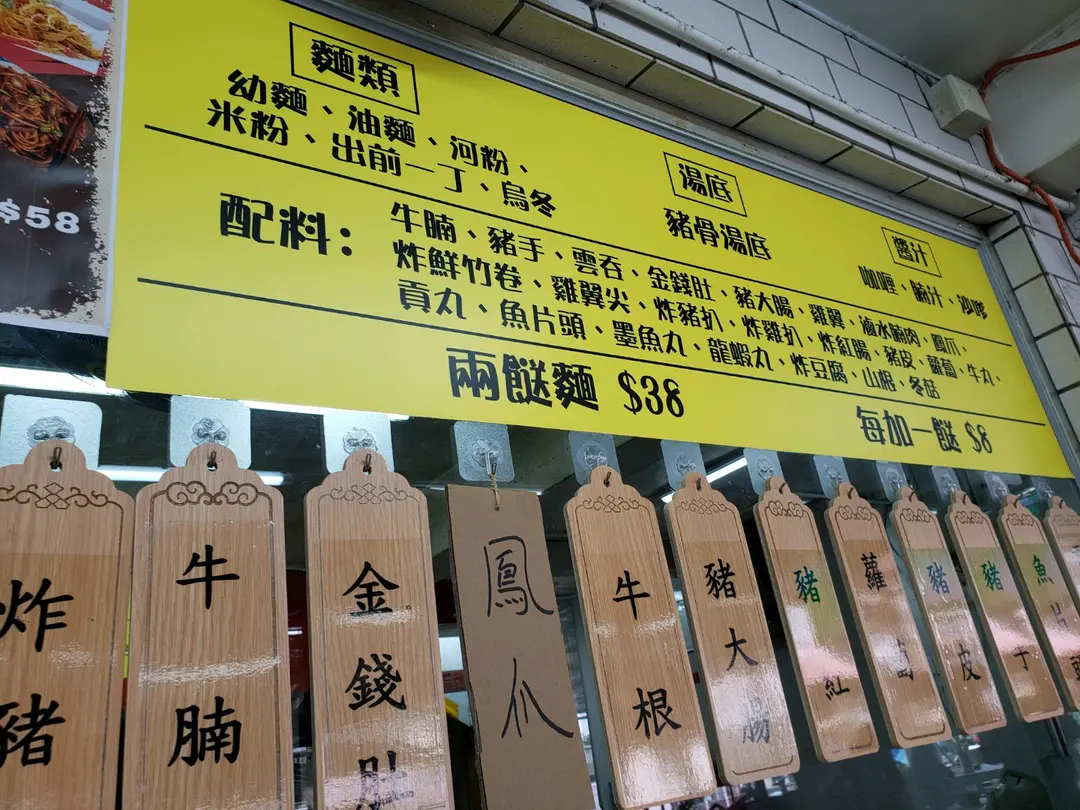 麵類
幼麵、油麵、河粉、
米粉、出前一丁、烏冬
湯底
豬骨湯底
醬汁
咖喱、腩汁、沙嗲
配料：
牛腩、豬手、雲吞、金錢肚、豬大腸、雞翼、滷水腩肉、鳳爪、
炸鮮竹卷、雞翼尖、炸豬扒、炸雞扒、炸紅腸、豬皮、蘿蔔、牛丸、
貢丸、魚片頭、墨魚丸、龍蝦丸、炸豆腐、山根、冬菇
兩餸麵 $38
每加一餸 $8
$58
炸豬
牛腩
金錢肚
鳳爪
牛根
豬大腸
豬紅
蘿
豬皮
豬
魚片頭